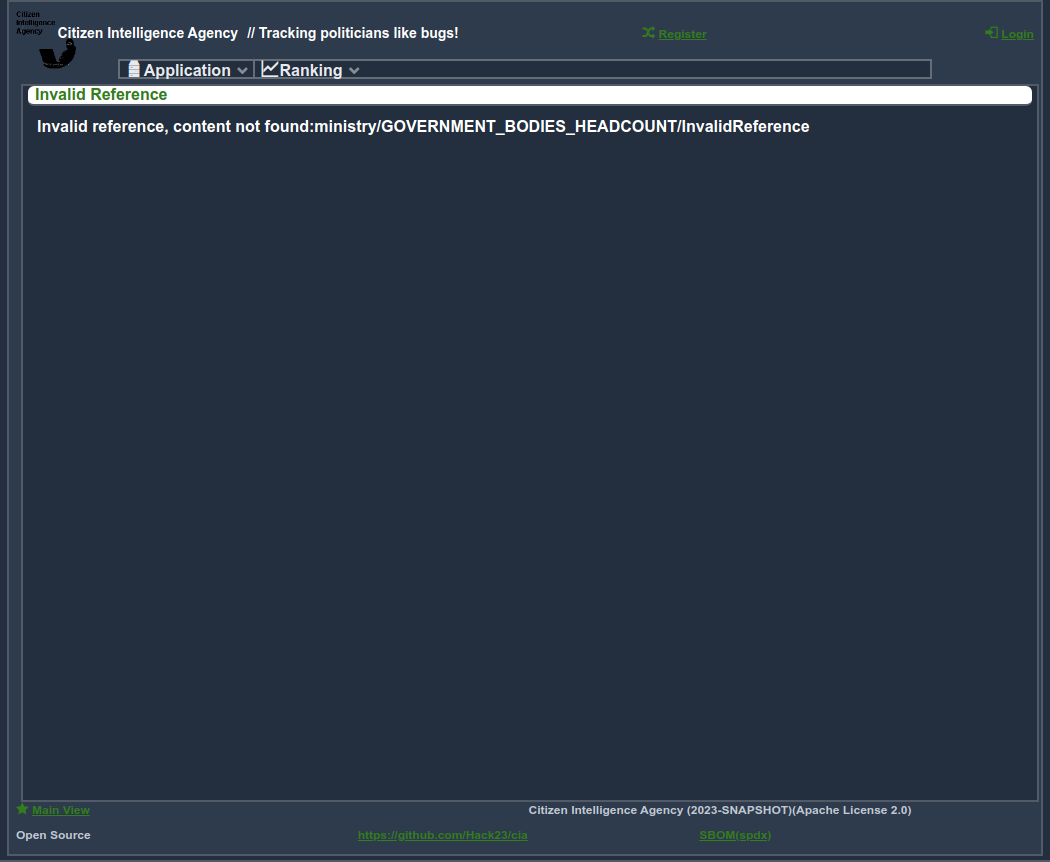 Citizen
Intelligence
Agency
Citizen Intelligence Agency // Tracking politicians like bugs!
Register
Login
Application
Ranking
Invalid Reference
Invalid reference, content not found:ministry/GOVERNMENT_BODIES_HEADCOUNT/InvalidReference
Main View
Citizen Intelligence Agency (2023-SNAPSHOT)(Apache License 2.0)
Open Source
https://github.com/Hack23/cia
SBOM(spdx)